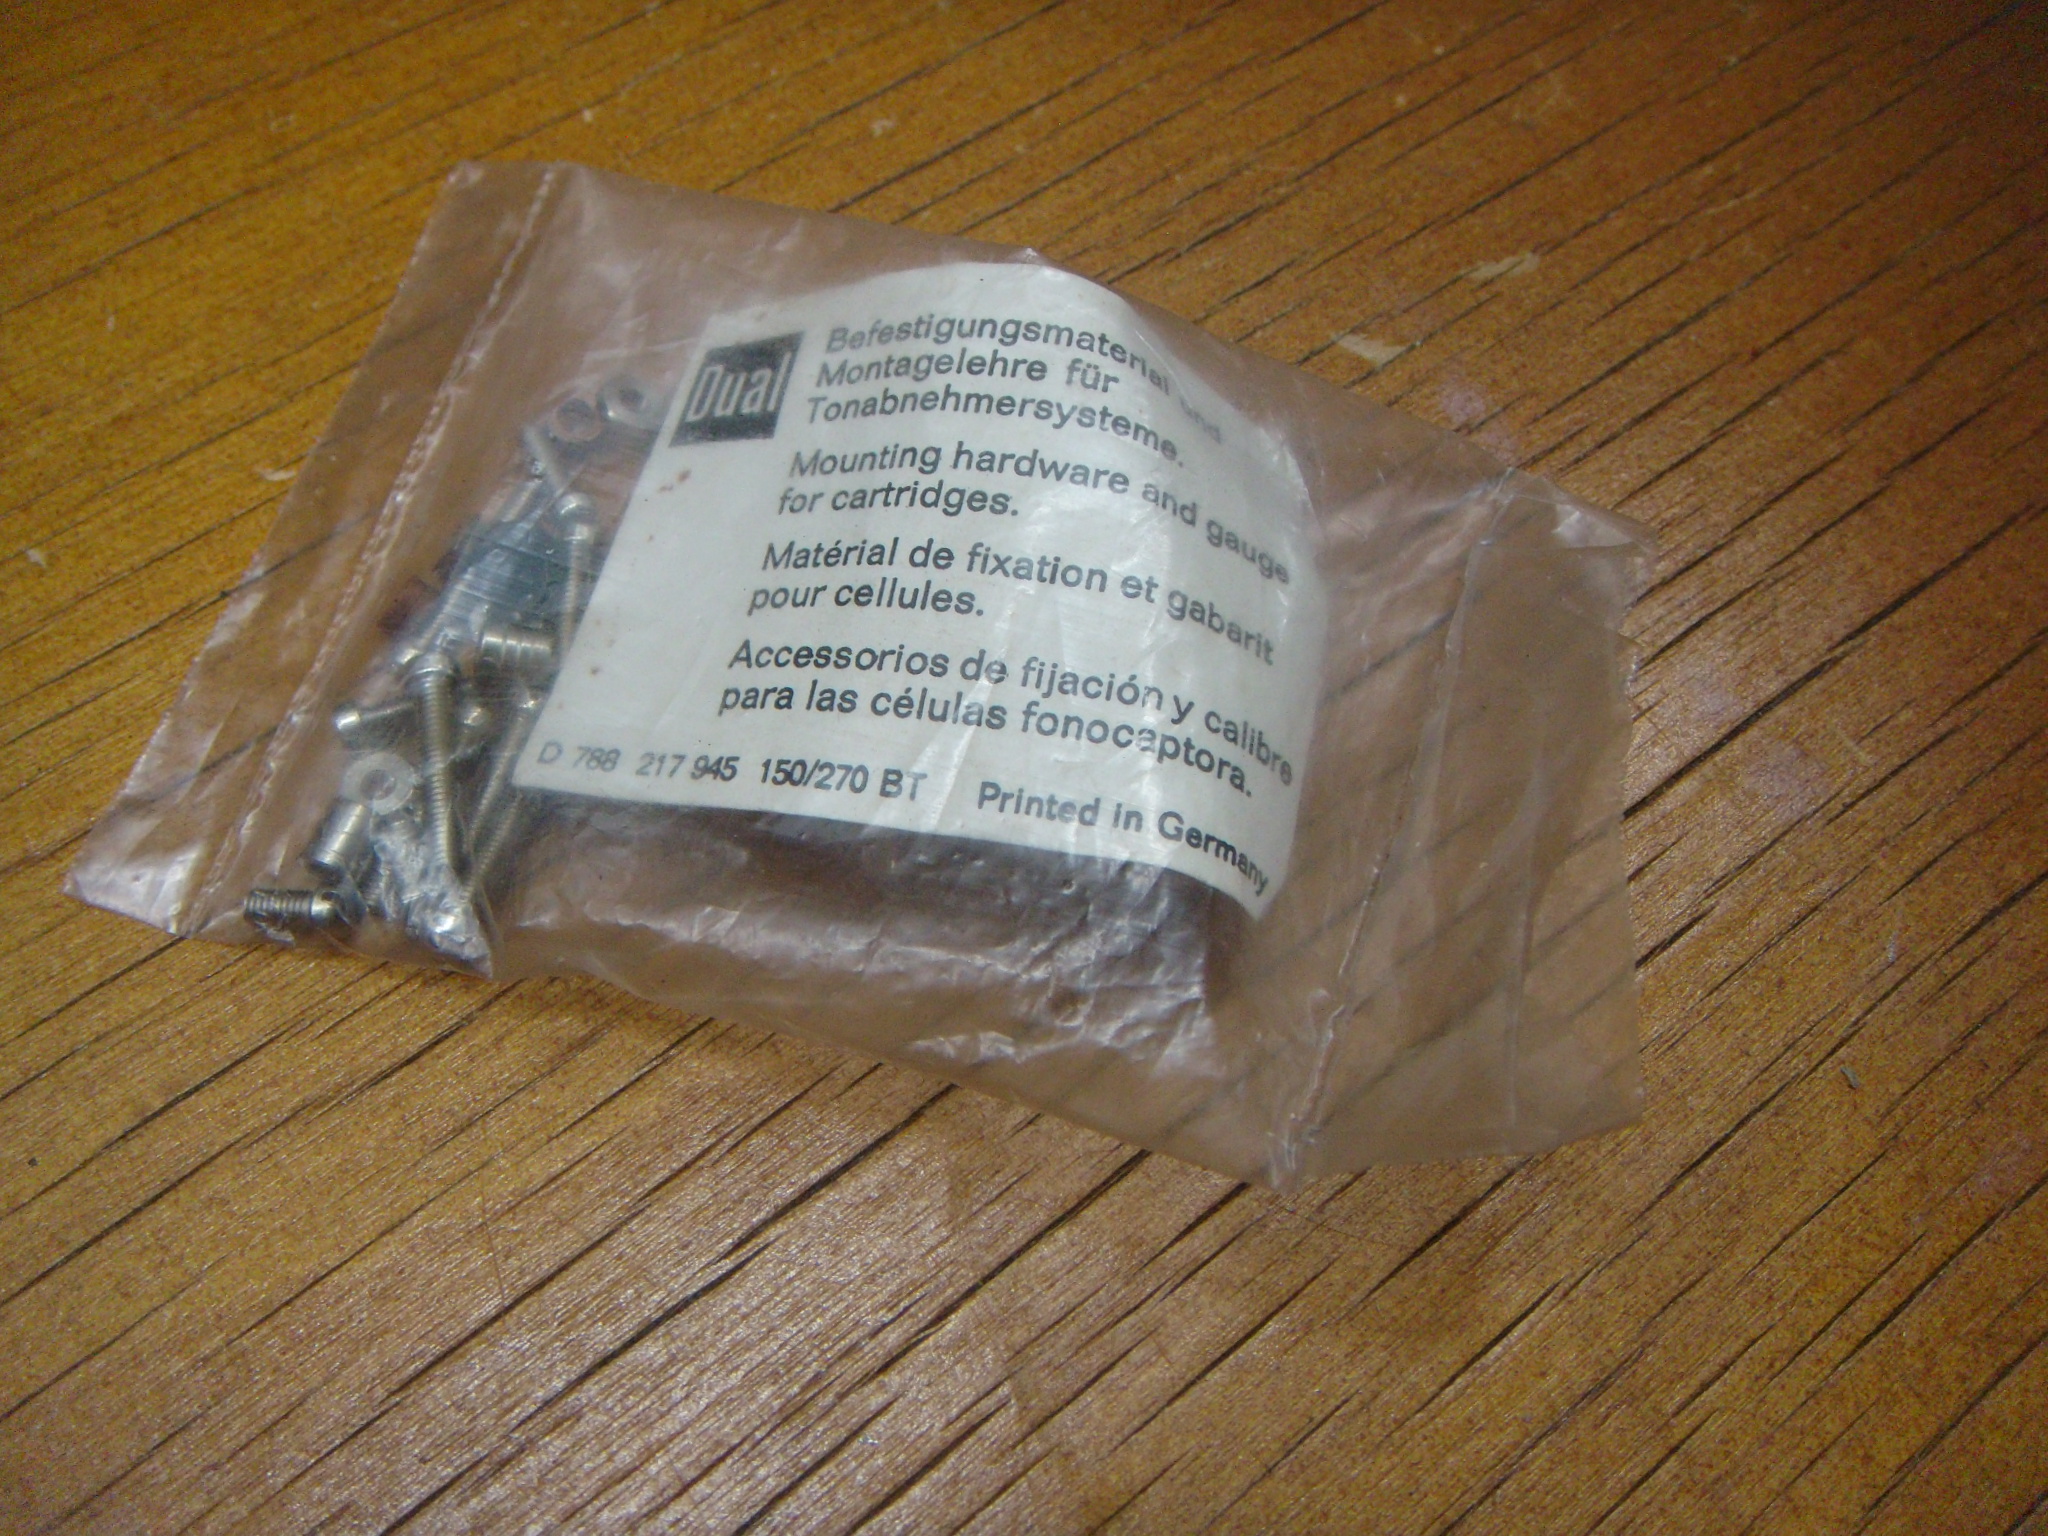 Dual
Befestigungsmaterial und
Montagelehre für
Tonabnehmersysteme.
Mounting hardware and gauge
for cartridges.
Matérial de fixation et gabarit
pour cellules.
Accessorios de fijación y calibre
para las células fonocaptora.
D 788 217 945 150/270 BT Printed in Germany